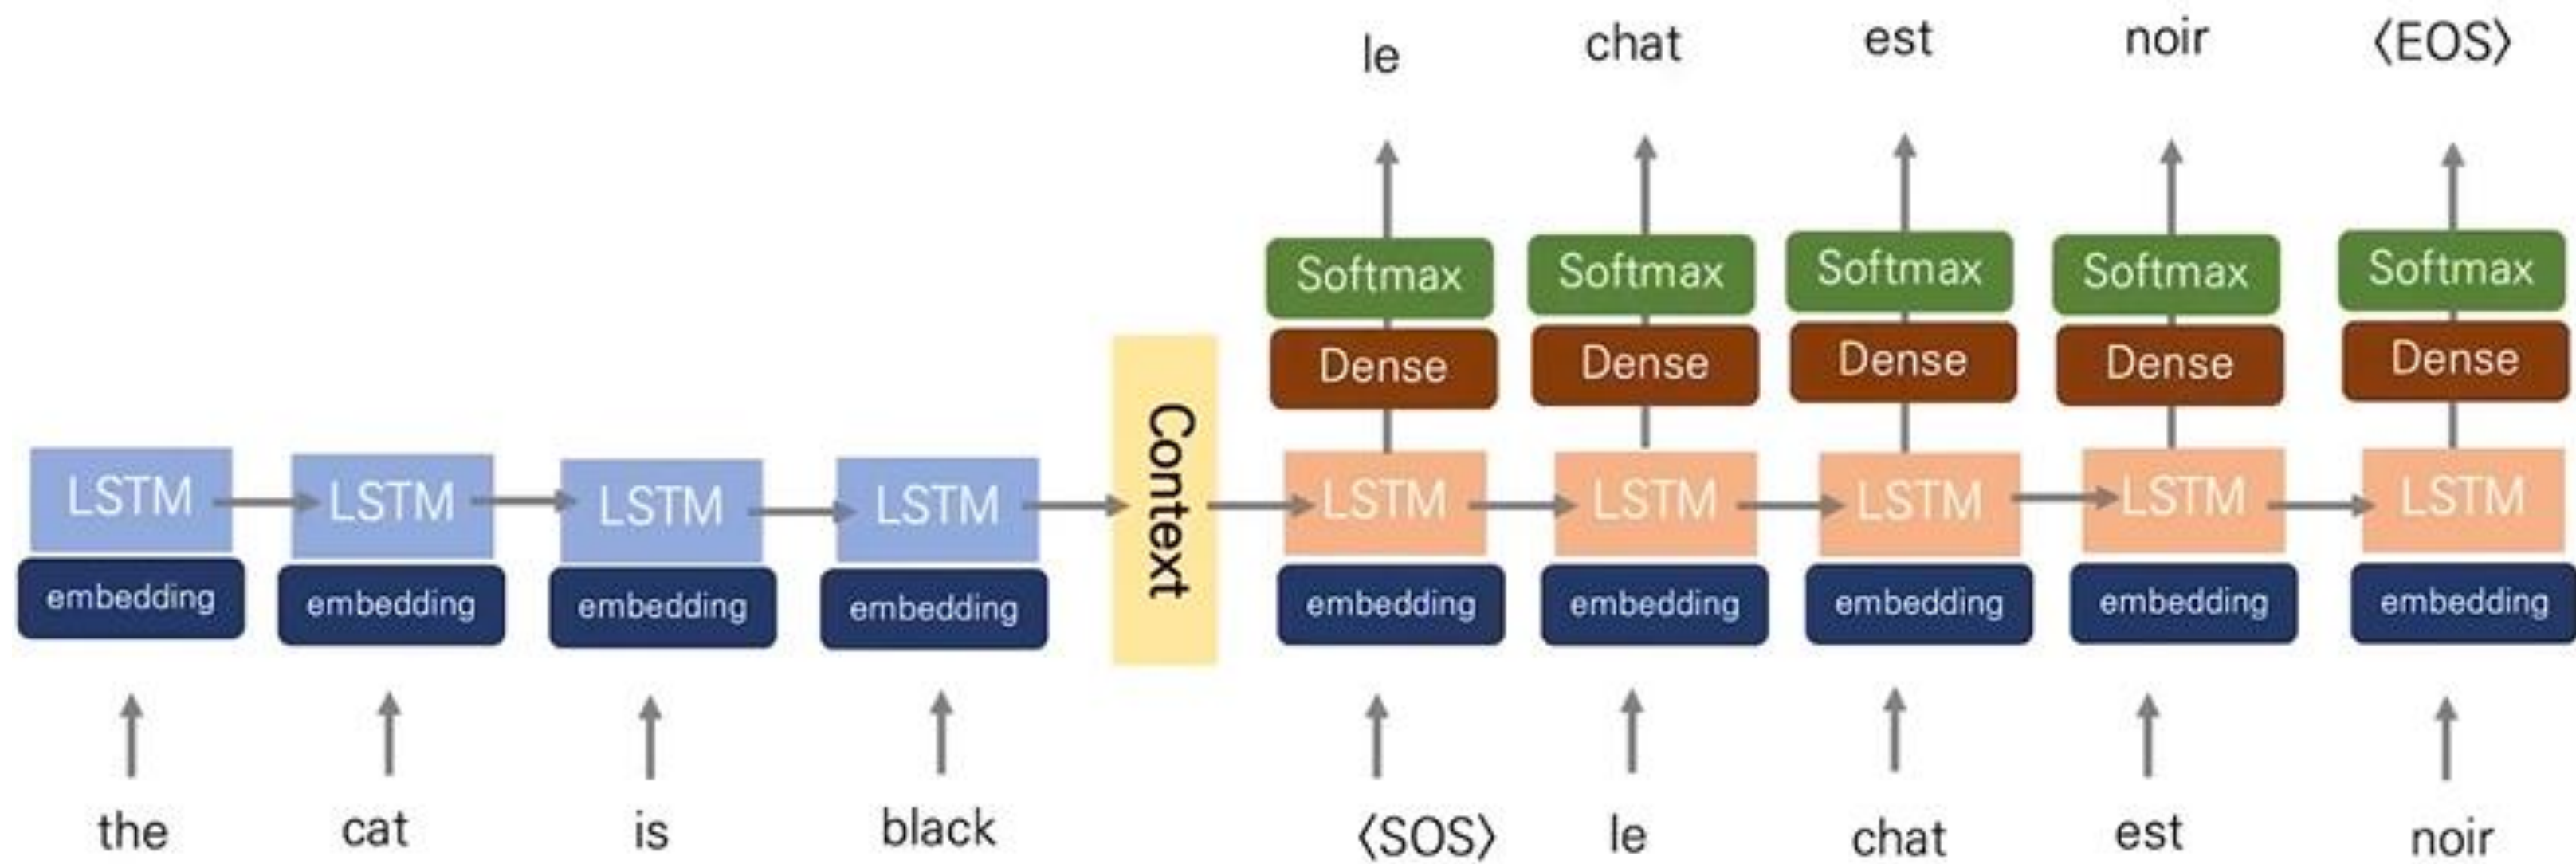 le chat est noir 〈EOS〉
Softmax Softmax Softmax Softmax Softmax
Dense Dense Dense Dense Dense
LSTM LSTM LSTM LSTM Context LSTM LSTM LSTM LSTM LSTM
embedding embedding embedding embedding embedding embedding embedding embedding embedding
the cat is black 〈SOS〉 le chat est noir